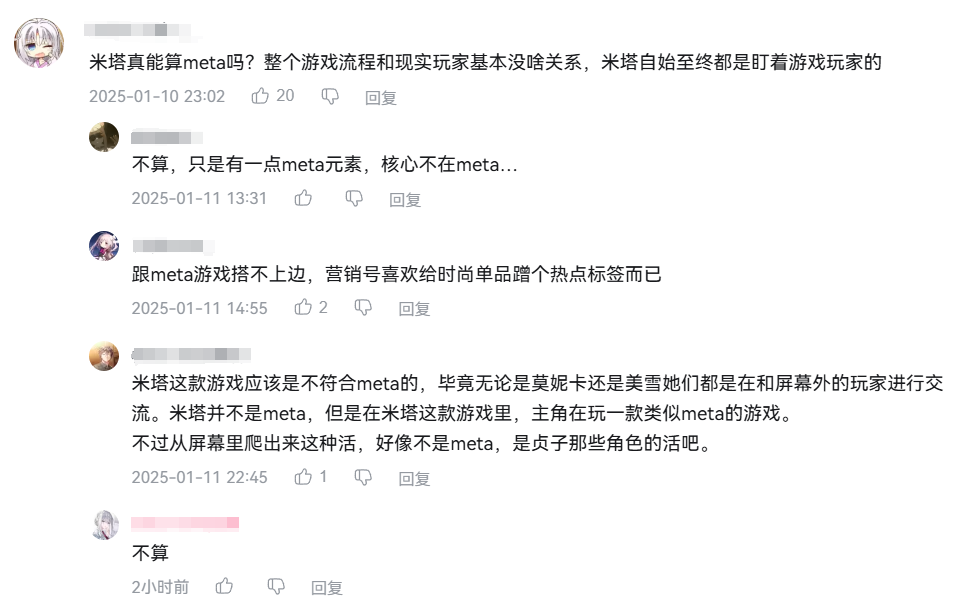 米塔真能算meta吗？整个游戏流程和现实玩家基本没啥关系，米塔自始至终都是盯着游戏玩家的
2025-01-10 23:02 20 回复
不算，只是有一点meta元素，核心不在meta...
2025-01-11 13:31 回复
跟meta游戏搭不上边，营销号喜欢给时尚单品蹭个热点标签而已
2025-01-11 14:55 2 回复
米塔这款游戏应该是不符合meta的，毕竟无论是莫妮卡还是美雪她们都是在和屏幕外的玩家进行交
流。米塔并不是meta，但是在米塔这款游戏里，主角在玩一款类似meta的游戏。
不过从屏幕里爬出来这种活，好像不是meta，是贞子那些角色的活吧。
2025-01-11 22:45 1 回复
不算
2小时前 回复